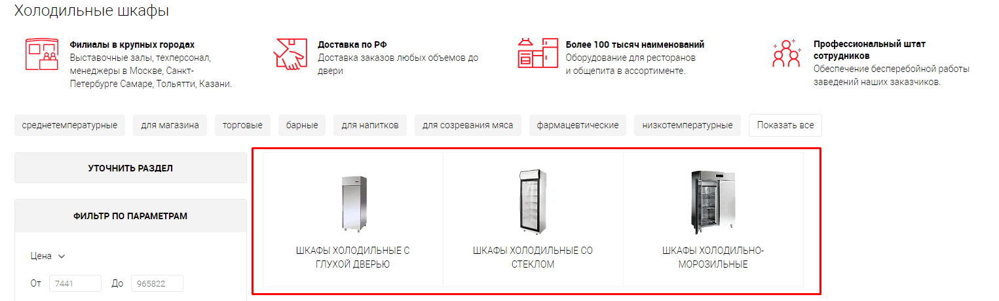 Холодильные шкафы
Филиалы в крупных городах
Выставочные залы, техперсонал,
менеджеры в Москве, Санкт-
Петербурге Самаре, Тольятти, Казани.
Доставка по РФ
Доставка заказов любых объемов до
двери
Более 100 тысяч наименований
Оборудование для ресторанов
и общепита в ассортименте.
Профессиональный штат
сотрудников
Обеспечение бесперебойной работы
заведений наших заказчиков.
среднетемпературные
для магазина
торговые
барные
для напитков
для созревания мяса
фармацевтические
низкотемпературные
Показать все
УТОЧНИТЬ РАЗДЕЛ
ФИЛЬТР ПО ПАРАМЕТРАМ
Цена
От 7441 До 965822
ШКАФЫ ХОЛОДИЛЬНЫЕ С
ГЛУХОЙ ДВЕРЬЮ
ШКАФЫ ХОЛОДИЛЬНЫЕ СО
СТЕКЛОМ
ШКАФЫ ХОЛОДИЛЬНО-
МОРОЗИЛЬНЫЕ